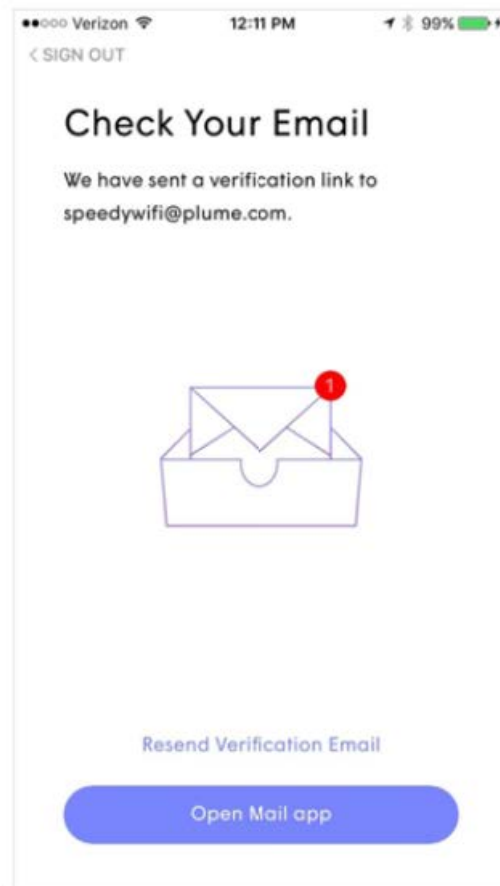 Verizon 12:11 PM 99%
< SIGN OUT
Check Your Email
We have sent a verification link to
speedywifi@plume.com.
1
Resend Verification Email
Open Mail app